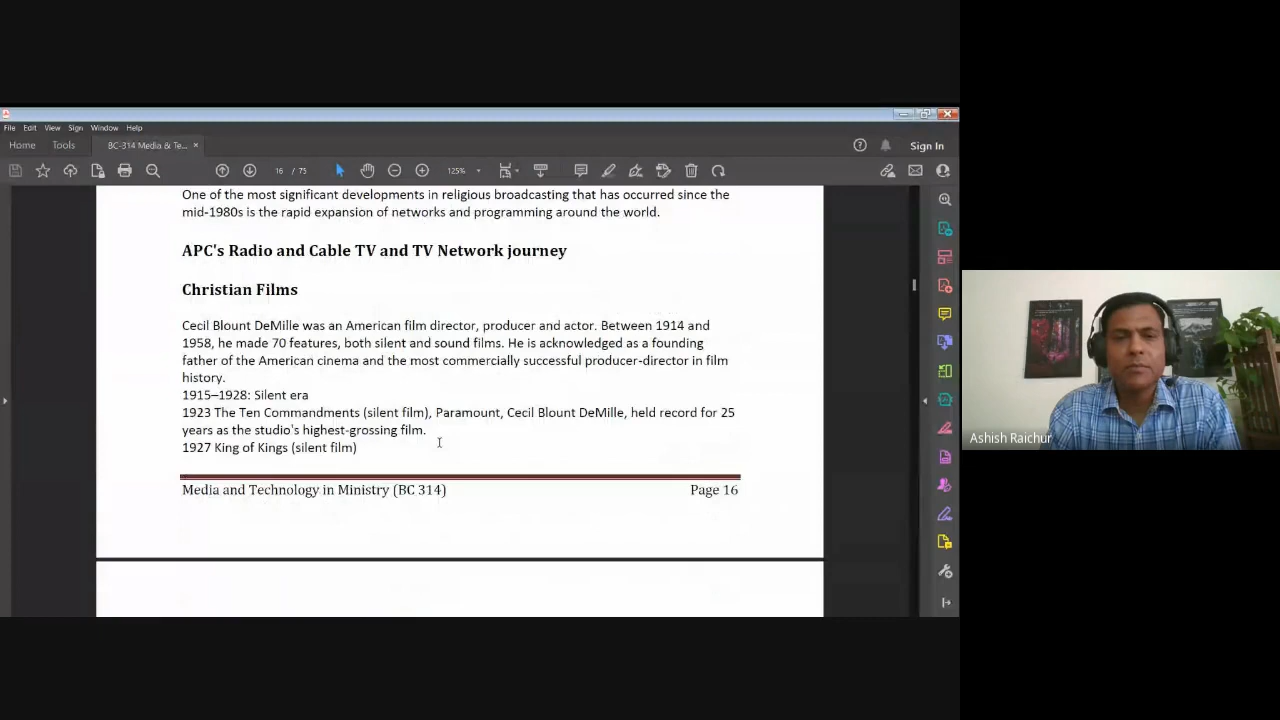 File Edit View Sign Window Help
Home Tools BC-314 Media & Te... × Sign In
16 / 75 125%
One of the most significant developments in religious broadcasting that has occurred since the
mid-1980s is the rapid expansion of networks and programming around the world.
APC's Radio and Cable TV and TV Network journey
Christian Films
Cecil Blount DeMille was an American film director, producer and actor. Between 1914 and
1958, he made 70 features, both silent and sound films. He is acknowledged as a founding
father of the American cinema and the most commercially successful producer-director in film
history.
1915–1928: Silent era
1923 The Ten Commandments (silent film), Paramount, Cecil Blount DeMille, held record for 25
years as the studio's highest-grossing film.
1927 King of Kings (silent film)
Media and Technology in Ministry (BC 314) Page 16
Ashish Raichur